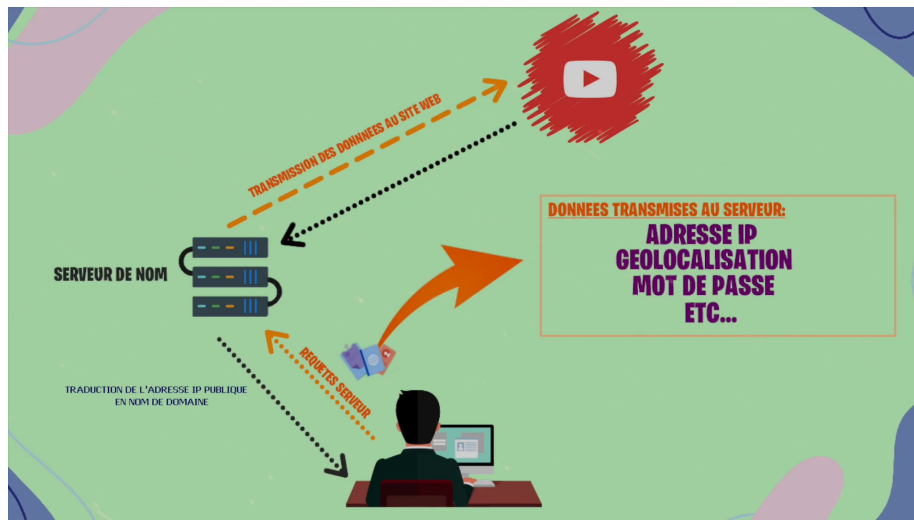 TRANSMISSION DES DONNNEES AU SITE WEB
DONNEES TRANSMISES AU SERVEUR:
ADRESSE IP
GEOLOCALISATION
MOT DE PASSE
ETC...
SERVEUR DE NOM
REQUETES SERVEUR
TRADUCTION DE L'ADRESSE IP PUBLIQUE
EN NOM DE DOMAINE